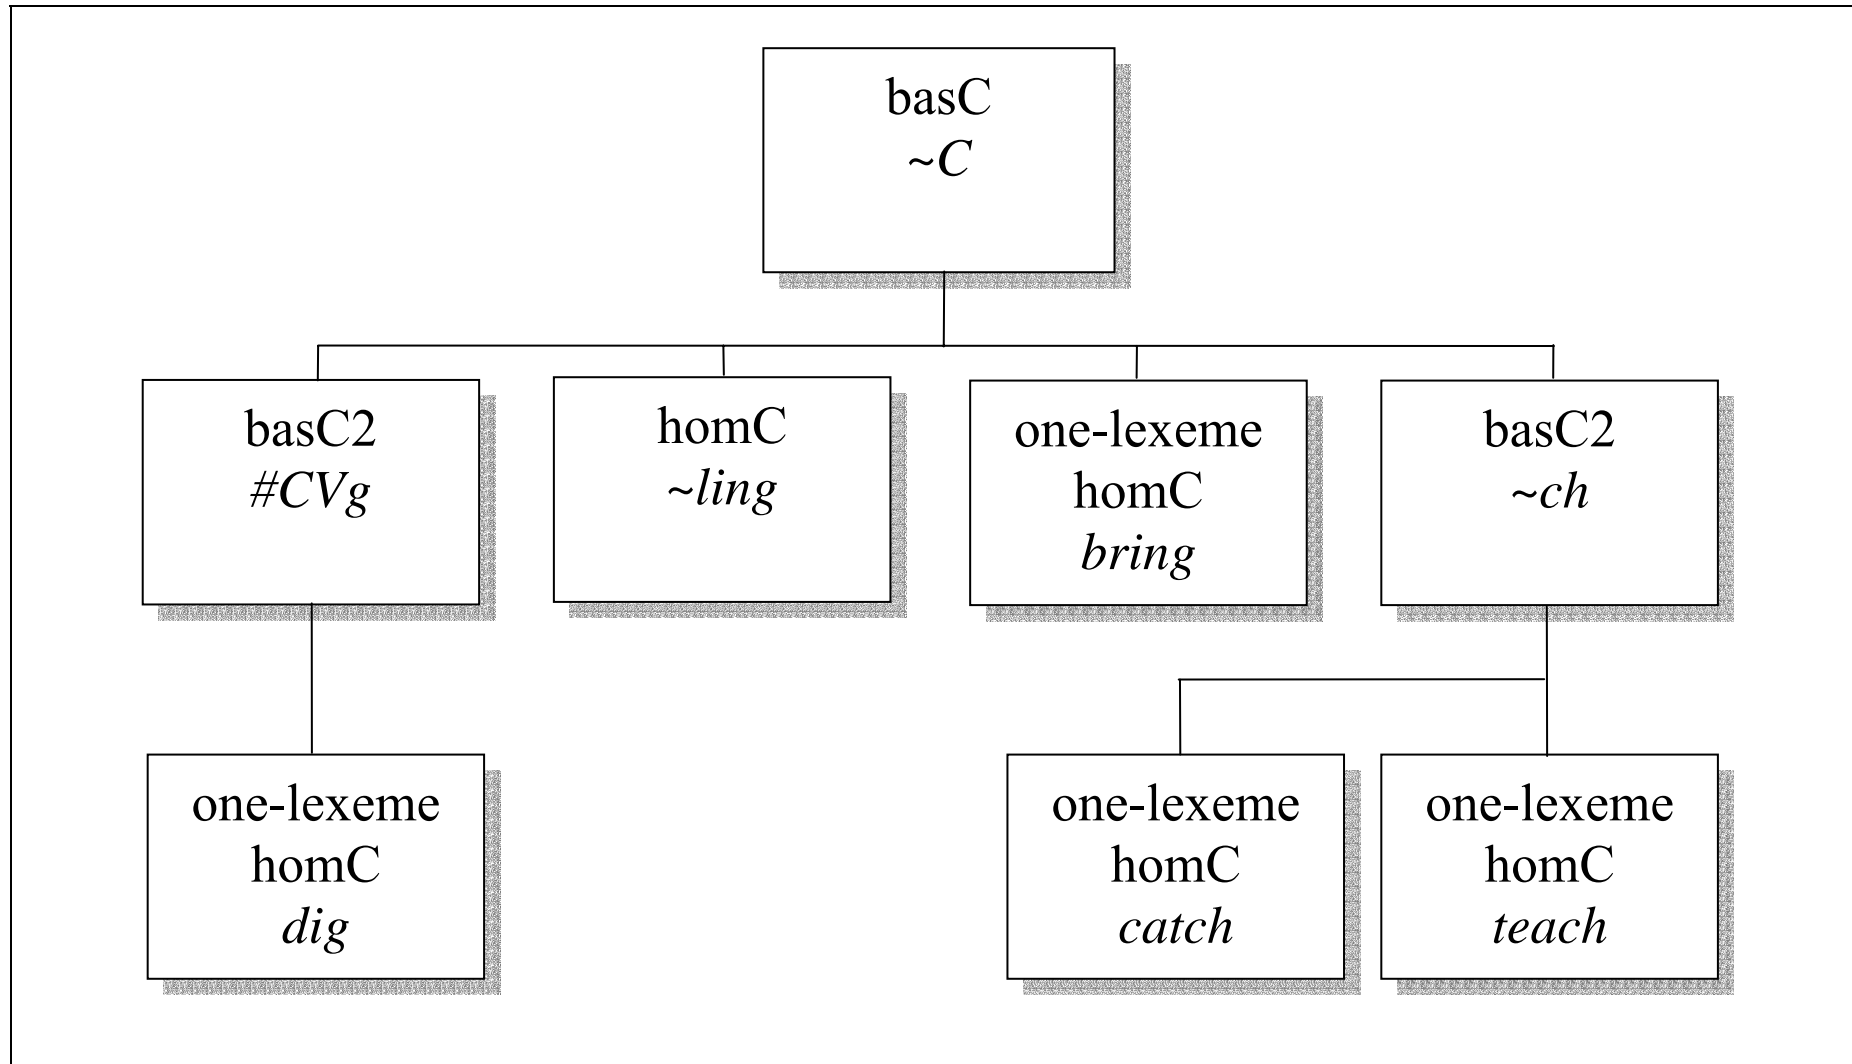 basC
~C
basC2
#CVg
homC
~ling
one-lexeme
homC
bring
basC2
~ch
one-lexeme
homC
dig
one-lexeme
homC
catch
one-lexeme
homC
teach